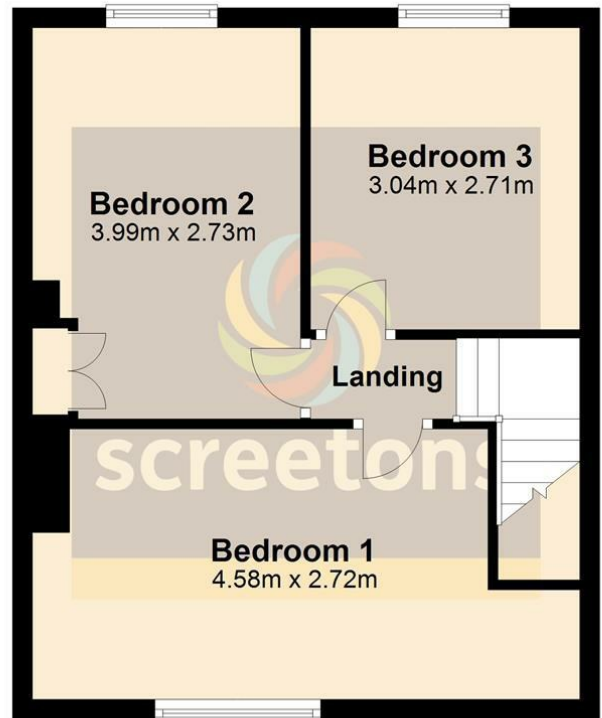 Bedroom 3
3.04m x 2.71m
Bedroom 2
3.99m x 2.73m
Landing
screetons
Bedroom 1
4.58m x 2.72m